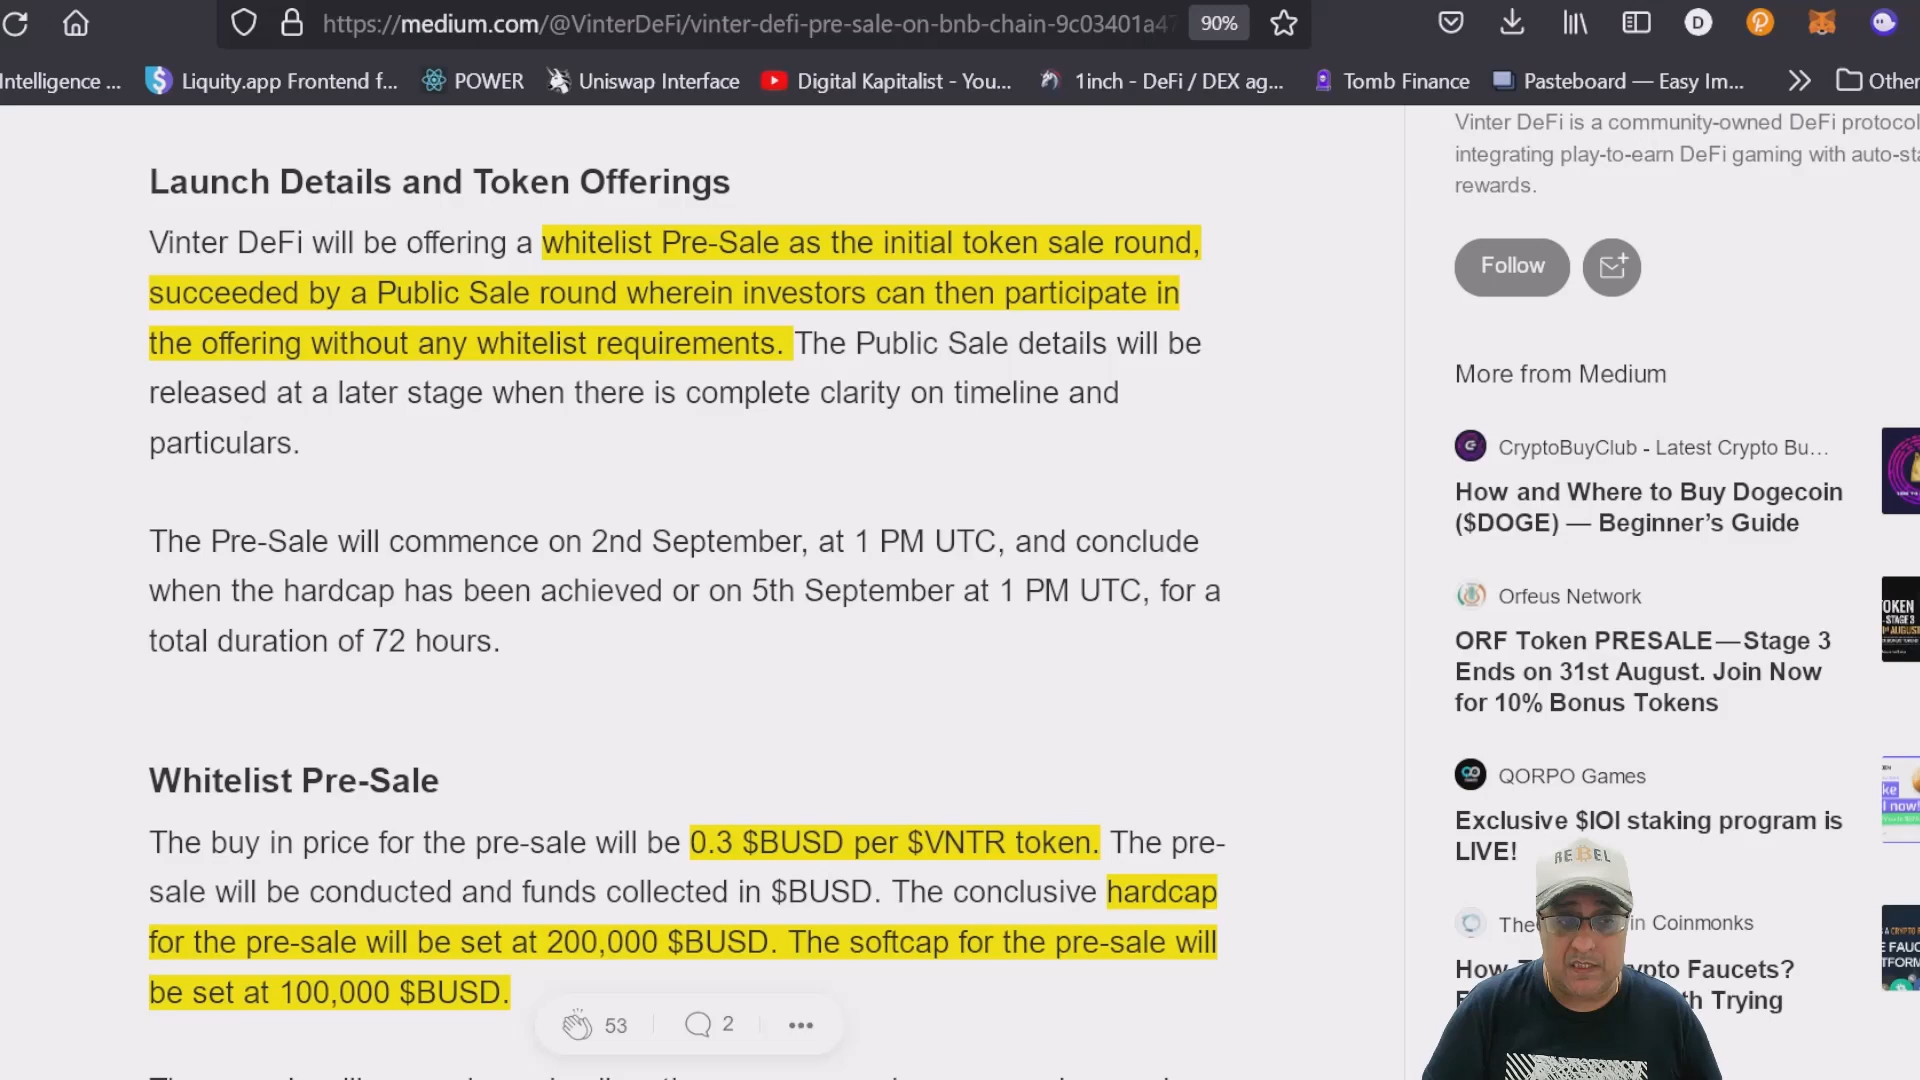 https://medium.com/@VinterDeFi/vinter-defi-pre-sale-on-bnb-chain-9c03401a47
90%
D
Intelligence ...
Liquity.app Frontend f...
POWER
Uniswap Interface
Digital Kapitalist - You...
1inch - DeFi / DEX ag...
Tomb Finance
Pasteboard — Easy Im...
Other
Launch Details and Token Offerings
Vinter DeFi will be offering a whitelist Pre-Sale as the initial token sale round,
succeeded by a Public Sale round wherein investors can then participate in
the offering without any whitelist requirements. The Public Sale details will be
released at a later stage when there is complete clarity on timeline and
particulars.
The Pre-Sale will commence on 2nd September, at 1 PM UTC, and conclude
when the hardcap has been achieved or on 5th September at 1 PM UTC, for a
total duration of 72 hours.
Whitelist Pre-Sale
The buy in price for the pre-sale will be 0.3 $BUSD per $VNTR token. The pre-
sale will be conducted and funds collected in $BUSD. The conclusive hardcap
for the pre-sale will be set at 200,000 $BUSD. The softcap for the pre-sale will
be set at 100,000 $BUSD.
53
2
Vinter DeFi is a community-owned DeFi protocol
integrating play-to-earn DeFi gaming with auto-sta
rewards.
Follow
More from Medium
CryptoBuyClub - Latest Crypto Bu...
How and Where to Buy Dogecoin
($DOGE) — Beginner's Guide
Orfeus Network
ORF Token PRESALE — Stage 3
Ends on 31st August. Join Now
for 10% Bonus Tokens
QORPO Games
Exclusive $IOI staking program is
LIVE!
REBEL
in Coinmonks
How
Faucets?
Trying